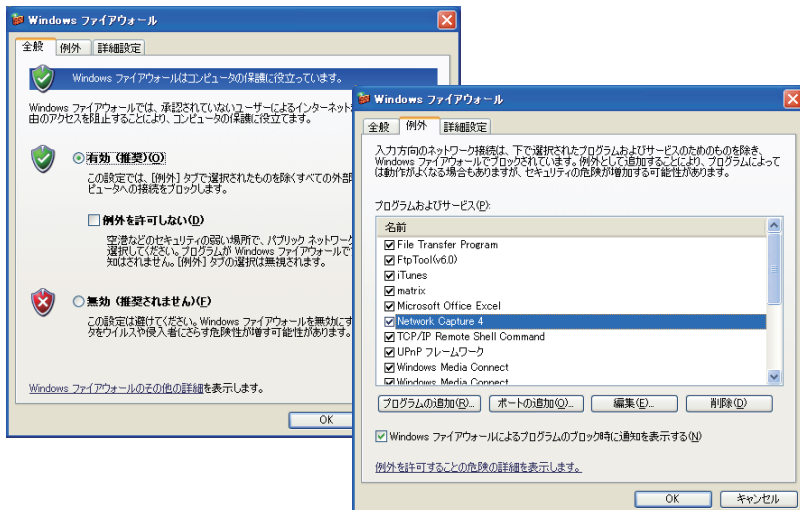 Windows ファイアウォール
全般 例外 詳細設定
Windows ファイアウォールはコンピュータの保護に役立っています。
Windows ファイアウォールでは、承認されていないユーザーによるインターネット
由のアクセスを阻止することにより、コンピュータの保護に役立てます。
有効 (推奨)(O)
この設定では、[例外] タブで選択されたものを除くすべての外部
ピュータへの接続をブロックします。
例外を許可しない(D)
空港などのセキュリティの弱い場所で、パブリック ネットワーク
選択してください。プログラムが Windows ファイアウォールで
知はされません。[例外] タブの選択は無視されます。
無効 (推奨されません)(F)
この設定は避けてください。Windows ファイアウォールを無効にす
タをウイルスや侵入者にさらす危険性が増す可能性があります。
Windows ファイアウォールのその他の詳細を表示します。
OK
Windows ファイアウォール
全般 例外 詳細設定
入力方向のネットワーク接続は、下で選択されたプログラムおよびサービスのためのものを除き、
Windows ファイアウォールでブロックされています。例外として追加することにより、プログラムによって
は動作がよくなる場合もありますが、セキュリティの危険が増加する可能性があります。
プログラムおよびサービス(P):
名前
File Transfer Program
FtpTool(v6.0)
iTunes
matrix
Microsoft Office Excel
Network Capture 4
TCP/IP Remote Shell Command
UPnP フレームワーク
Windows Media Connect
Windows Media Connect
プログラムの追加(R)... ポートの追加(O)... 編集(E)... 削除(D)
Windows ファイアウォールによるプログラムのブロック時に通知を表示する(N)
例外を許可することの危険の詳細を表示します。
OK キャンセル